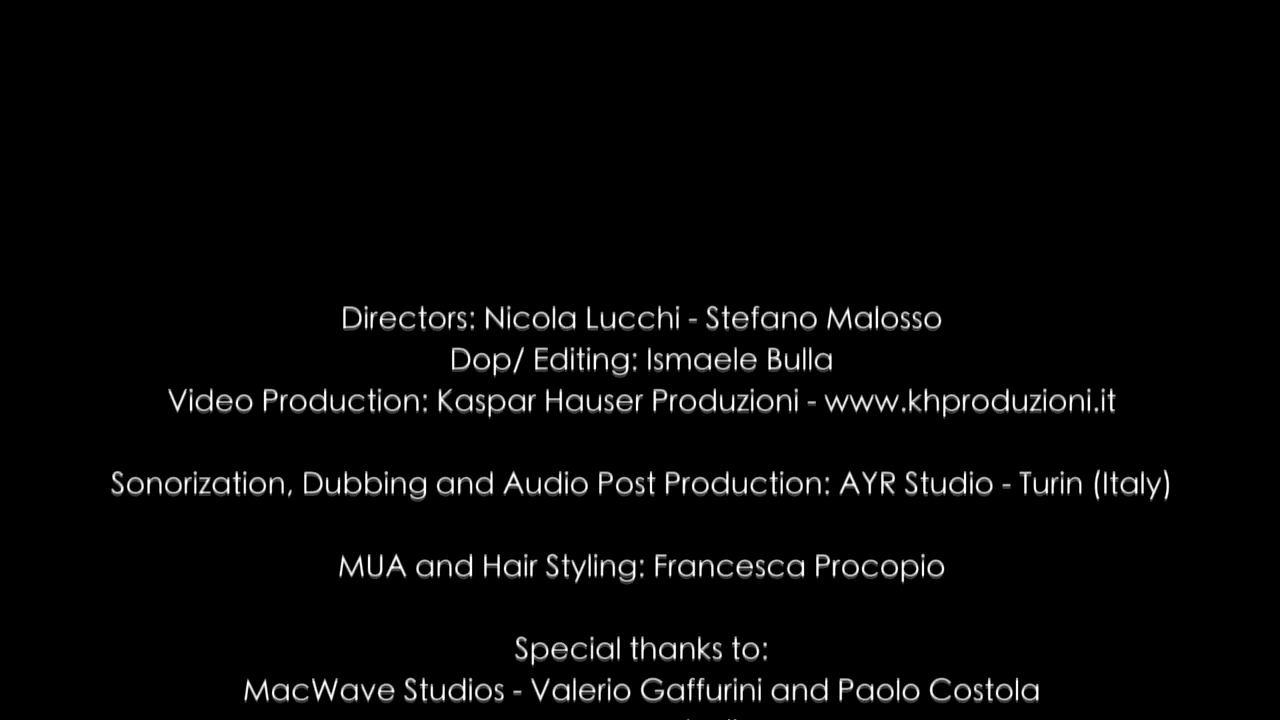 Directors: Nicola Lucchi - Stefano Malosso
Dop/ Editing: Ismaele Bulla
Video Production: Kaspar Hauser Produzioni - www.khproduzioni.it
Sonorization, Dubbing and Audio Post Production: AYR Studio - Turin (Italy)
MUA and Hair Styling: Francesca Procopio
Special thanks to:
MacWave Studios - Valerio Gaffurini and Paolo Costola